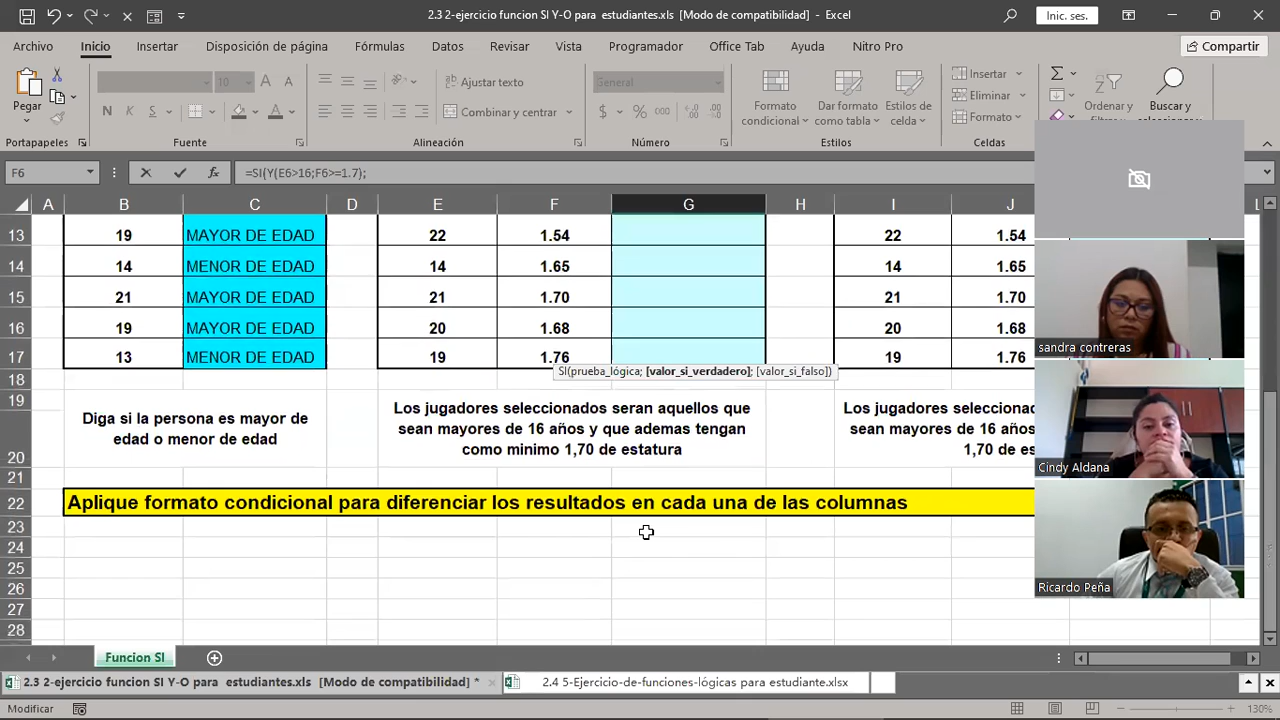 2.3 2-ejercicio funcion SI Y-O para estudiantes.xls [Modo de compatibilidad] - Excel
Inic. ses.
Archivo Inicio Insertar Disposición de página Fórmulas Datos Revisar Vista Programador Office Tab Ayuda Nitro Pro Compartir
Pegar
10
Ajustar texto
General
Formato condicional
Dar formato como tabla
Estilos de celda
Insertar
Eliminar
Formato
Ordenar y
Buscar y
N K S
Combinar y centrar
$ % 000
Portapapeles Fuente Alineación Número Estilos Celdas
F6 fx =SI(Y(E6>16;F6>=1.7);
A B C D E F G H I J L
13 19 MAYOR DE EDAD 22 1.54 22 1.54
14 14 MENOR DE EDAD 14 1.65 14 1.65
15 21 MAYOR DE EDAD 21 1.70 21 1.70
16 19 MAYOR DE EDAD 20 1.68 20 1.68
17 13 MENOR DE EDAD 19 1.76 19 1.76
SI(prueba_lógica; [valor_si_verdadero]; [valor_si_falso])
18
19
20
21
Diga si la persona es mayor de
edad o menor de edad
Los jugadores seleccionados seran aquellos que
sean mayores de 16 años y que ademas tengan
como minimo 1,70 de estatura
Los jugadores seleccionad
sean mayores de 16 años
1,70 de es
22 Aplique formato condicional para diferenciar los resultados en cada una de las columnas
23
24
25
26
27
28
sandra contreras
Cindy Aldana
Ricardo Peña
Funcion SI
2.3 2-ejercicio funcion SI Y-O para estudiantes.xls [Modo de compatibilidad] *
2.4 5-Ejercicio-de-funciones-lógicas para estudiante.xlsx
Modificar
130%